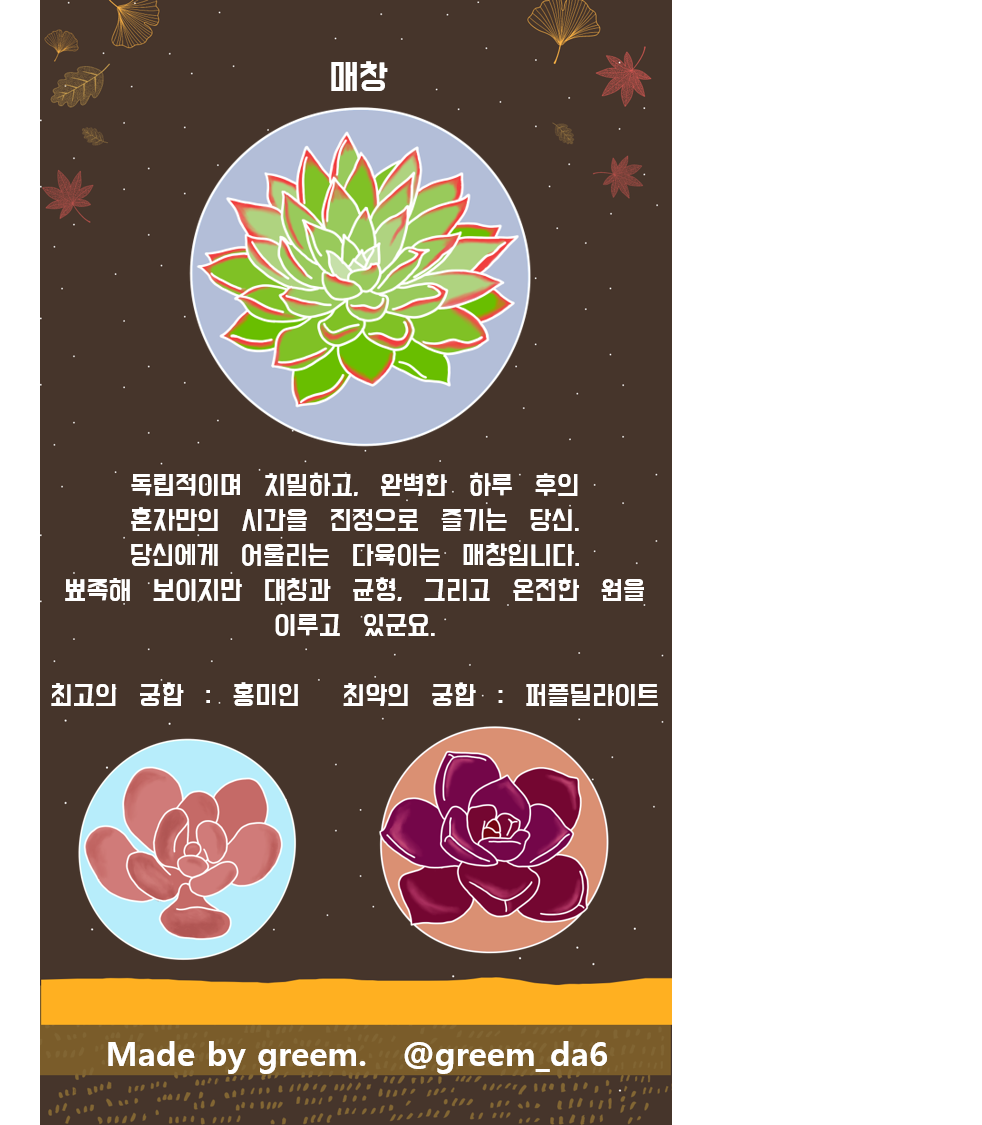 매창
독립적이며 치밀하고, 완벽한 하루 후의
혼자만의 시간을 진정으로 즐기는 당신.
당신에게 어울리는 다육이는 매창입니다.
뾰족해 보이지만 대창과 균형, 그리고 온전한 원을
이루고 있군요.
최고의 궁합 : 홍미인 최악의 궁합 : 퍼플딜라이트
Made by greem. @greem_da6